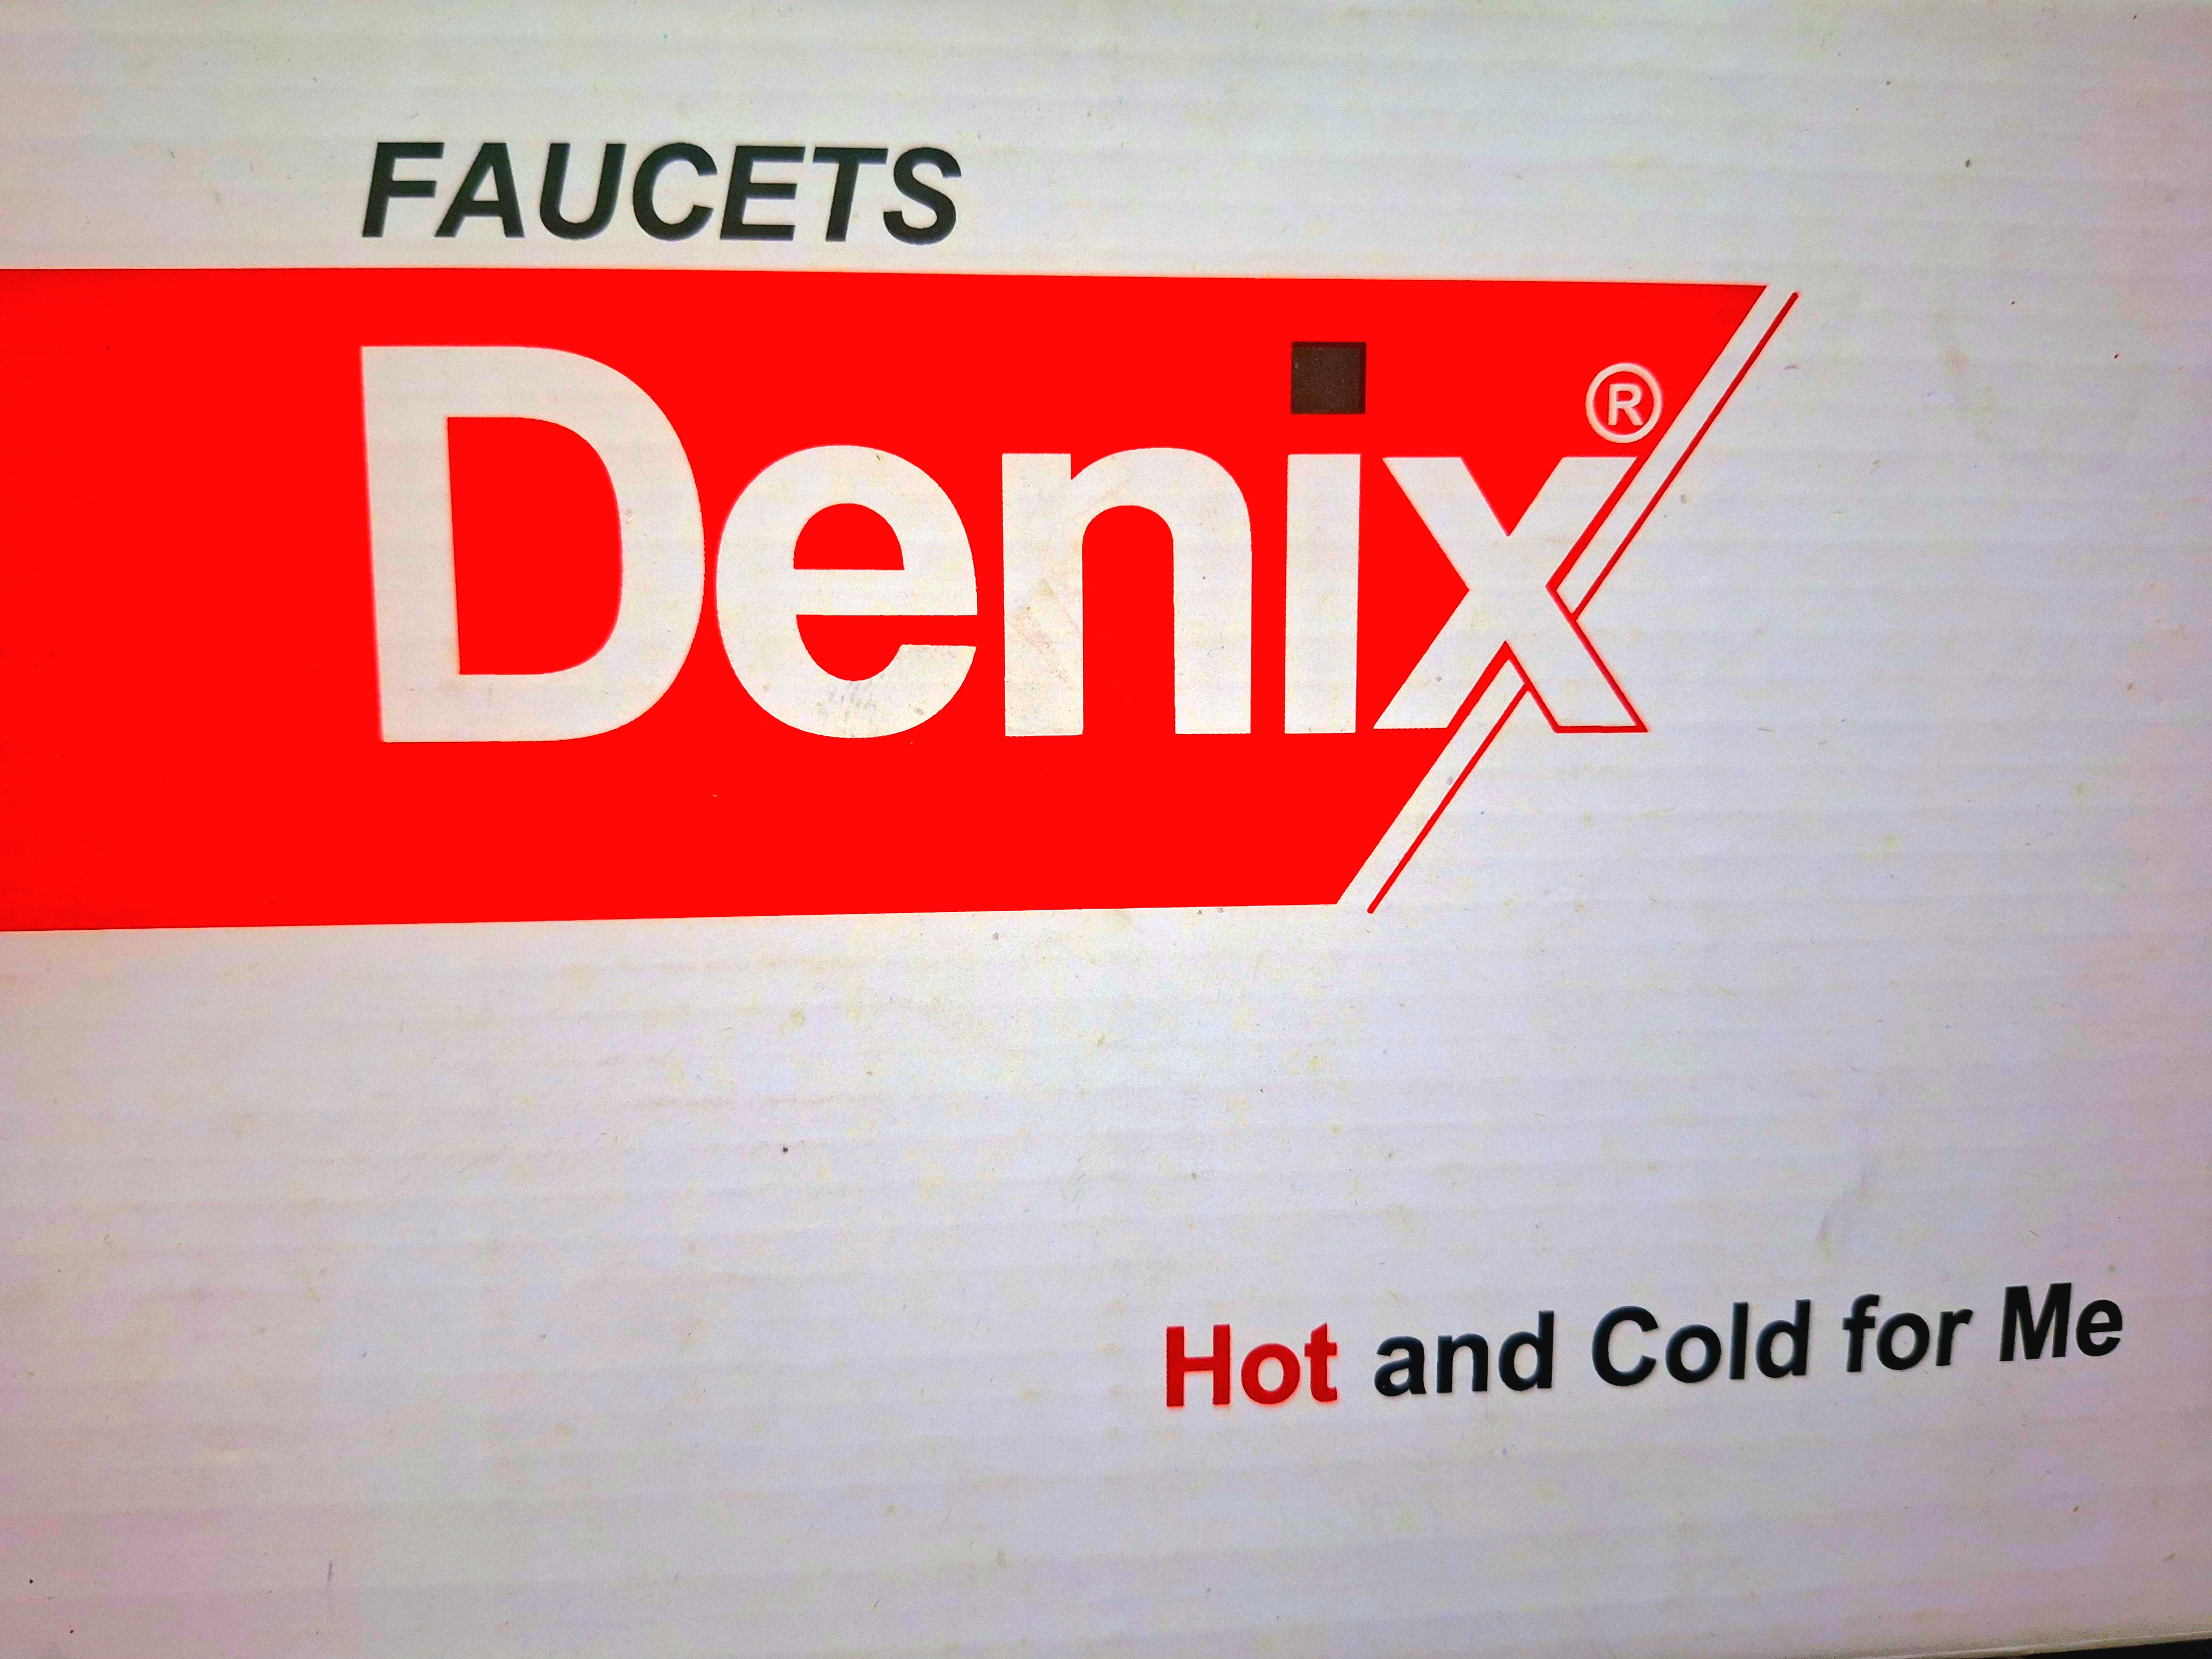 FAUCETS
Denix®
Hot and Cold for Me